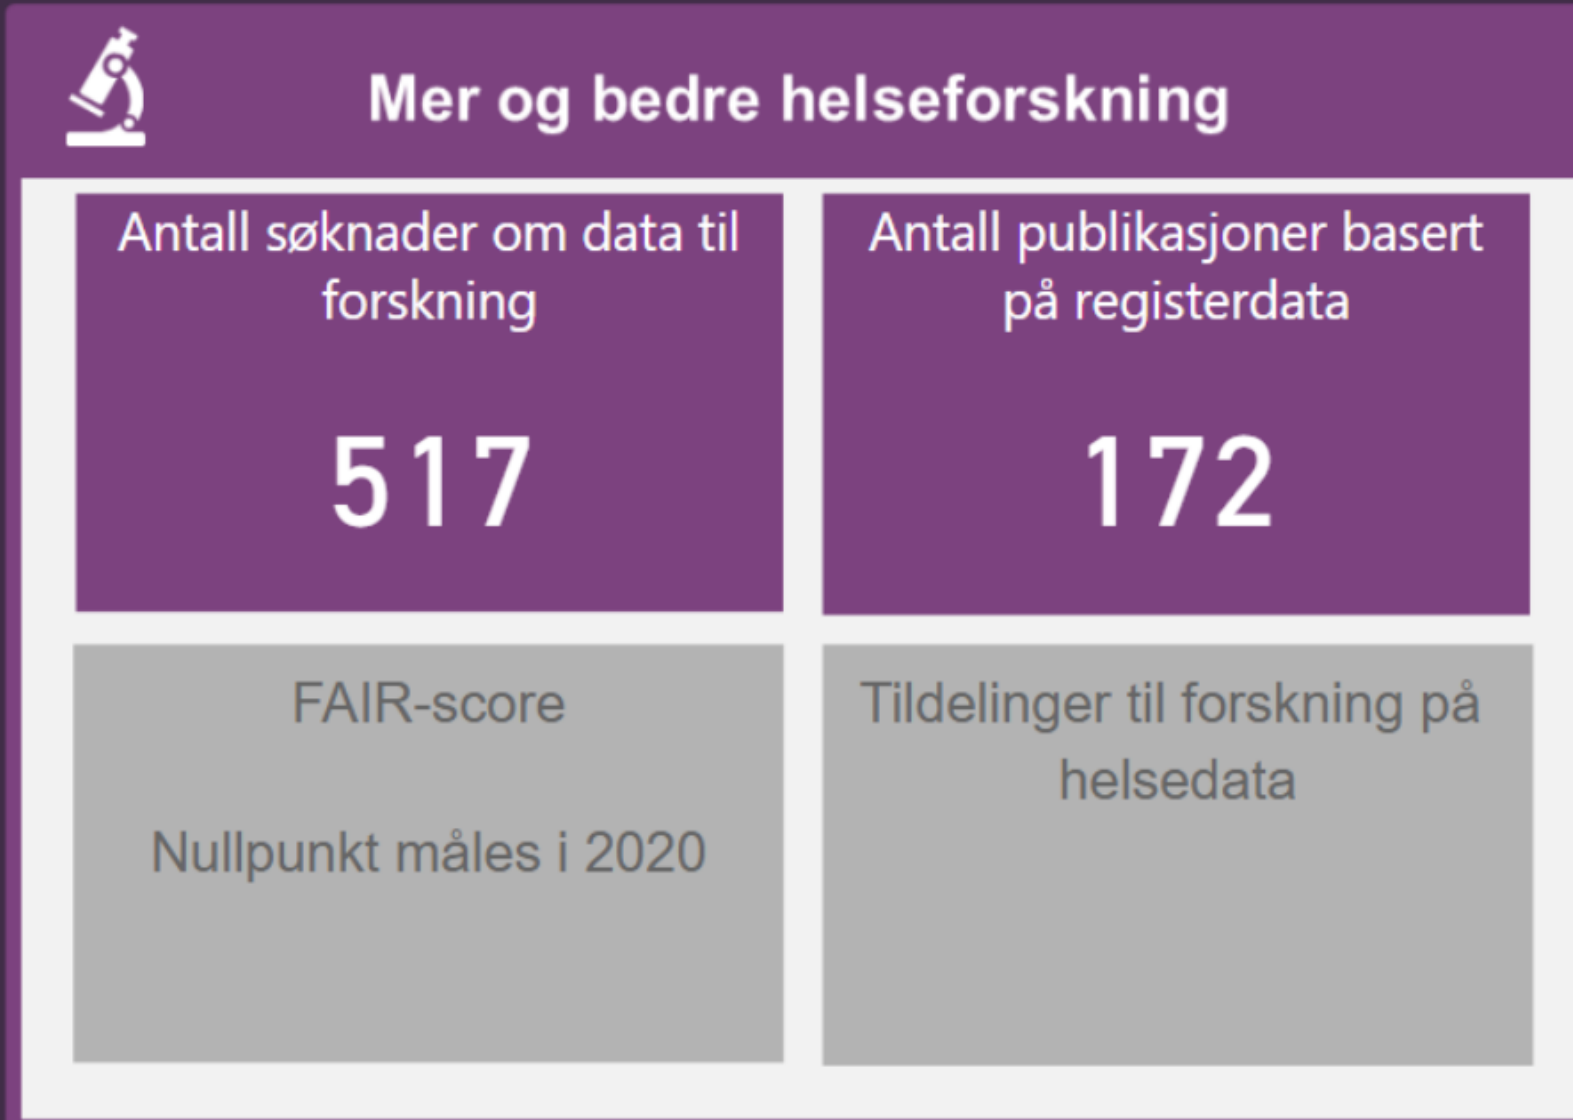 Mer og bedre helseforskning
Antall søknader om data til
forskning
517
Antall publikasjoner basert
på registerdata
172
FAIR-score
Nullpunkt måles i 2020
Tildelinger til forskning på
helsedata